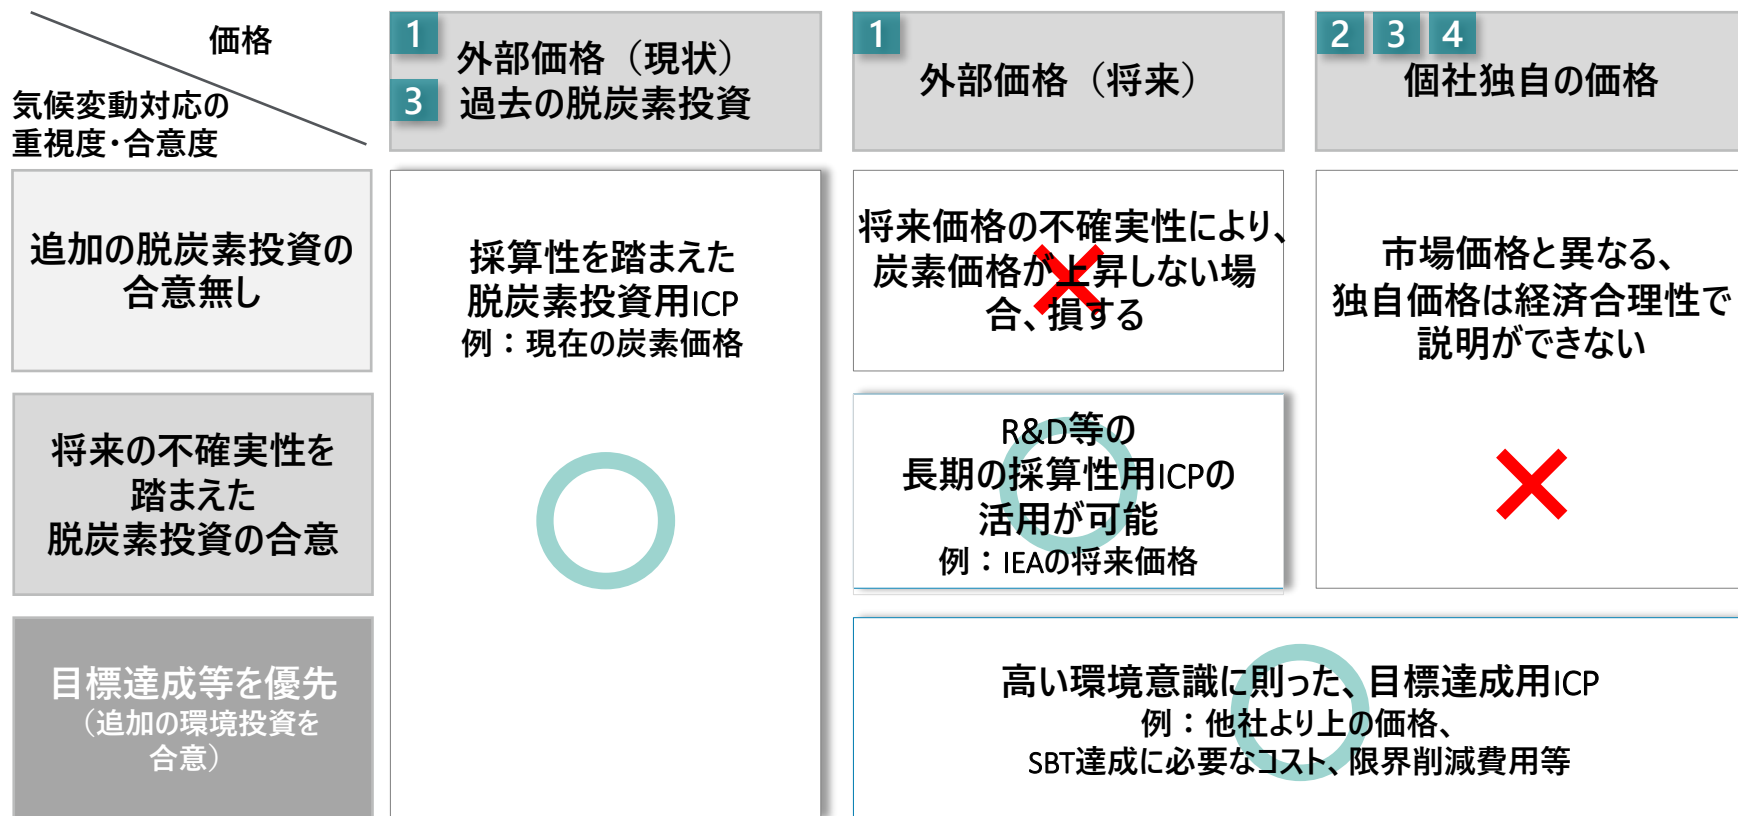 価格
気候変動対応の
重視度・合意度
1
3
外部価格（現状）
過去の脱炭素投資
1
外部価格（将来）
2 3 4
個社独自の価格
追加の脱炭素投資の
合意無し
採算性を踏まえた
脱炭素投資用ICP
例：現在の炭素価格
将来価格の不確実性により、
炭素価格が上昇しない場
合、損する
市場価格と異なる、
独自価格は経済合理性で
説明ができない
将来の不確実性を
踏まえた
脱炭素投資の合意
R&D等の
長期の採算性用ICPの
活用が可能
例：IEAの将来価格
目標達成等を優先
（追加の環境投資を
合意）
高い環境意識に則った、目標達成用ICP
例：他社より上の価格、
SBT達成に必要なコスト、限界削減費用等